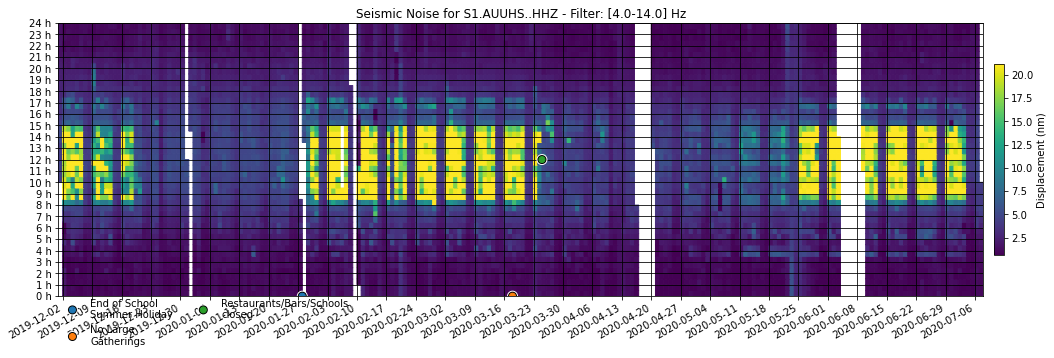 Seismic Noise for S1.AUUHS..HHZ - Filter: [4.0-14.0] Hz
24 h
23 h
22 h
21 h
20 h
19 h
18 h
17 h
16 h
15 h
14 h
13 h
12 h
11 h
10 h
9 h
8 h
7 h
6 h
5 h
4 h
3 h
2 h
1 h
0 h
20.0
17.5
15.0
12.5
10.0
7.5
5.0
2.5
Displacement (nm)
2019-12-02
2019-12-09
2019-12-30
2020-01-27
2020-02-03
2020-02-10
2020-02-17
2020-02-24
2020-03-02
2020-03-09
2020-03-16
2020-03-23
2020-03-30
2020-04-06
2020-04-13
2020-04-20
2020-04-27
2020-05-04
2020-05-11
2020-05-18
2020-05-25
2020-06-01
2020-06-08
2020-06-15
2020-06-22
2020-06-29
2020-07-06
End of School
Summer Holiday
No Large
Gatherings
Restaurants/Bars/Schools
closed